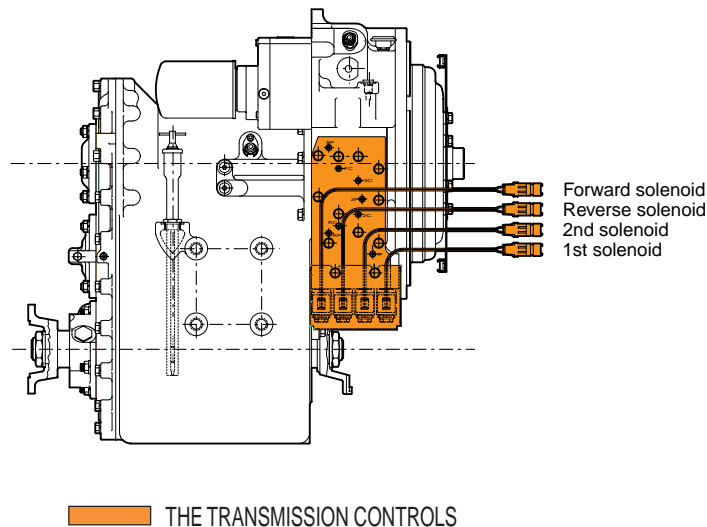 Forward solenoid
Reverse solenoid
2nd solenoid
1st solenoid
THE TRANSMISSION CONTROLS